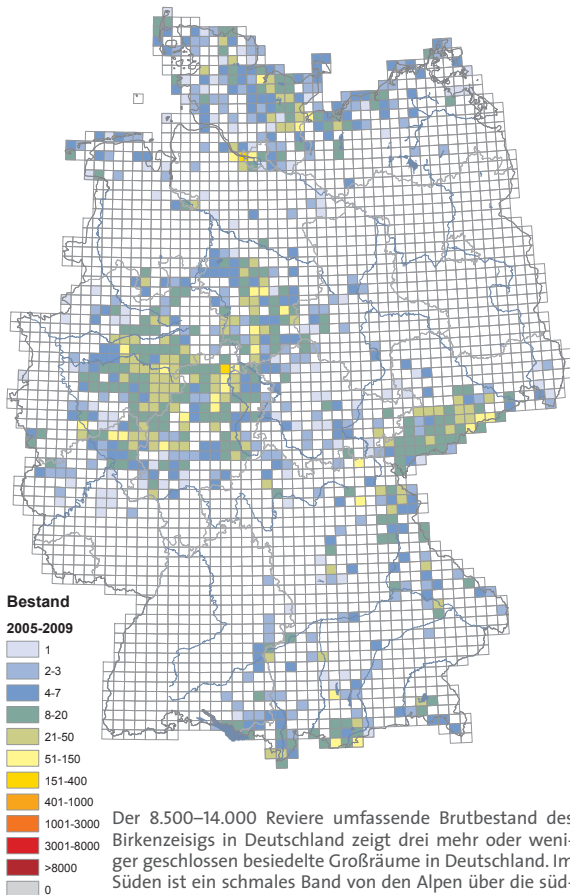 Bestand
2005-2009
1
2-3
4-7
8-20
21-50
51-150
151-400
401-1000
1001-3000
3001-8000
>8000
0
Der 8.500–14.000 Reviere umfassende Brutbestand des
Birkenzeisigs in Deutschland zeigt drei mehr oder weni-
ger geschlossen besiedelte Großräume in Deutschland. Im
Süden ist ein schmales Band von den Alpen über die süd-